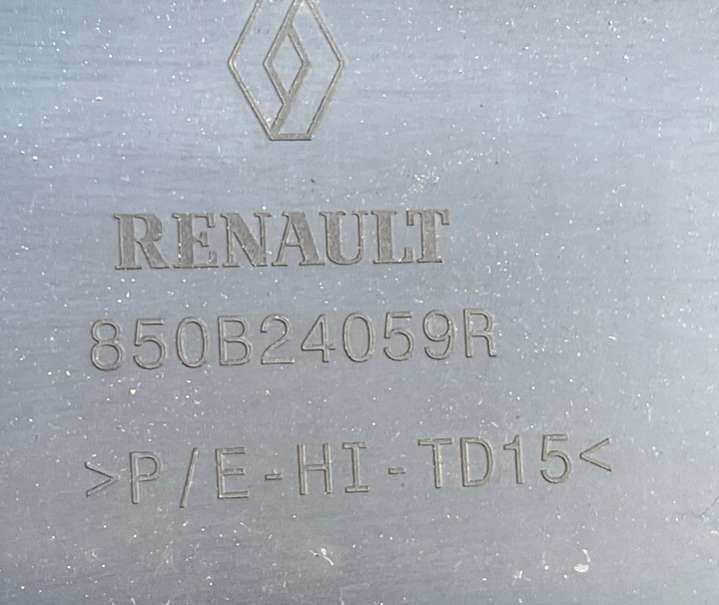 RENAULT
850B24059R
>P/E-HI-TD15<